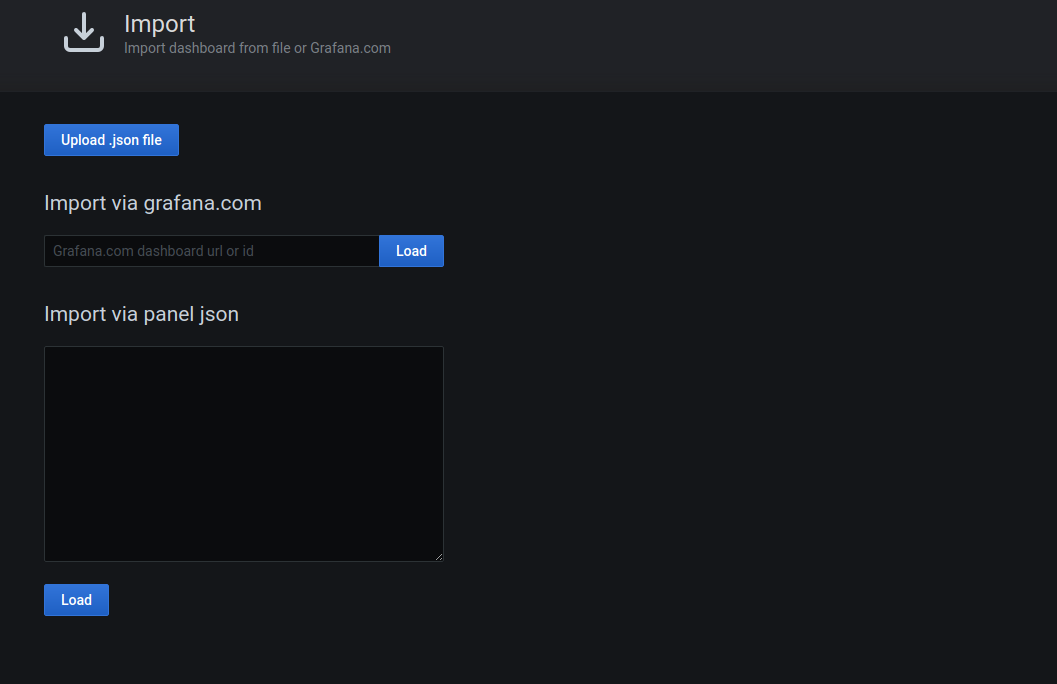 Import
Import dashboard from file or Grafana.com
Upload .json file
Import via grafana.com
Grafana.com dashboard url or id
Load
Import via panel json
Load